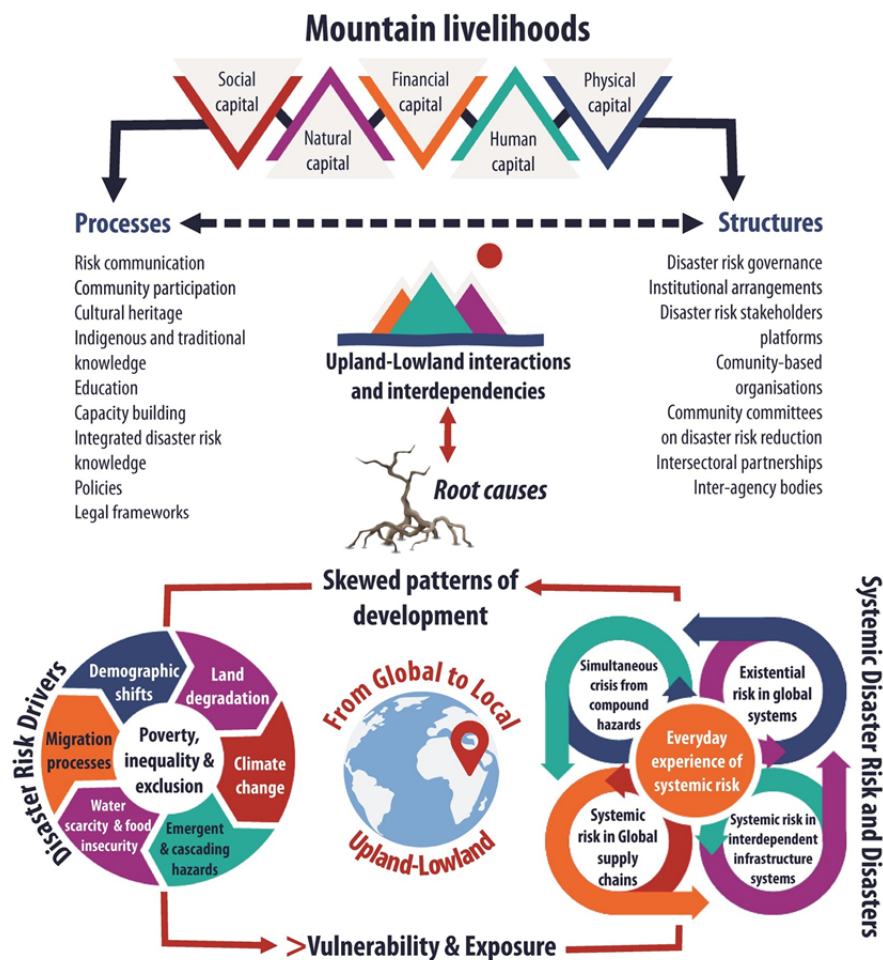 Mountain livelihoods
Social
capital
Natural
capital
Financial
capital
Human
capital
Physical
capital
Processes
Structures
Risk communication
Community participation
Cultural heritage
Indigenous and traditional
knowledge
Education
Capacity building
Integrated disaster risk
knowledge
Policies
Legal frameworks
Upland-Lowland interactions
and interdependencies
Root causes
Disaster risk governance
Institutional arrangements
Disaster risk stakeholders
platforms
Comunity-based
organisations
Community committees
on disaster risk reduction
Intersectoral partnerships
Inter-agency bodies
Skewed patterns of
development
Disaster Risk Drivers
Demographic
shifts
Land
degradation
Climate
change
Emergent
& cascading
hazards
Water
scarcity & food
insecurity
Migration
processes
Poverty,
inequality &
exclusion
From Global to Local
Upland-Lowland
Simultaneous
crisis from
compound
hazards
Existential
risk in global
systems
Everyday
experience of
systemic risk
Systemic
risk in Global
supply
chains
Systemic risk in
interdependent
infrastructure
systems
Systemic Disaster Risk and Disasters
>Vulnerability & Exposure